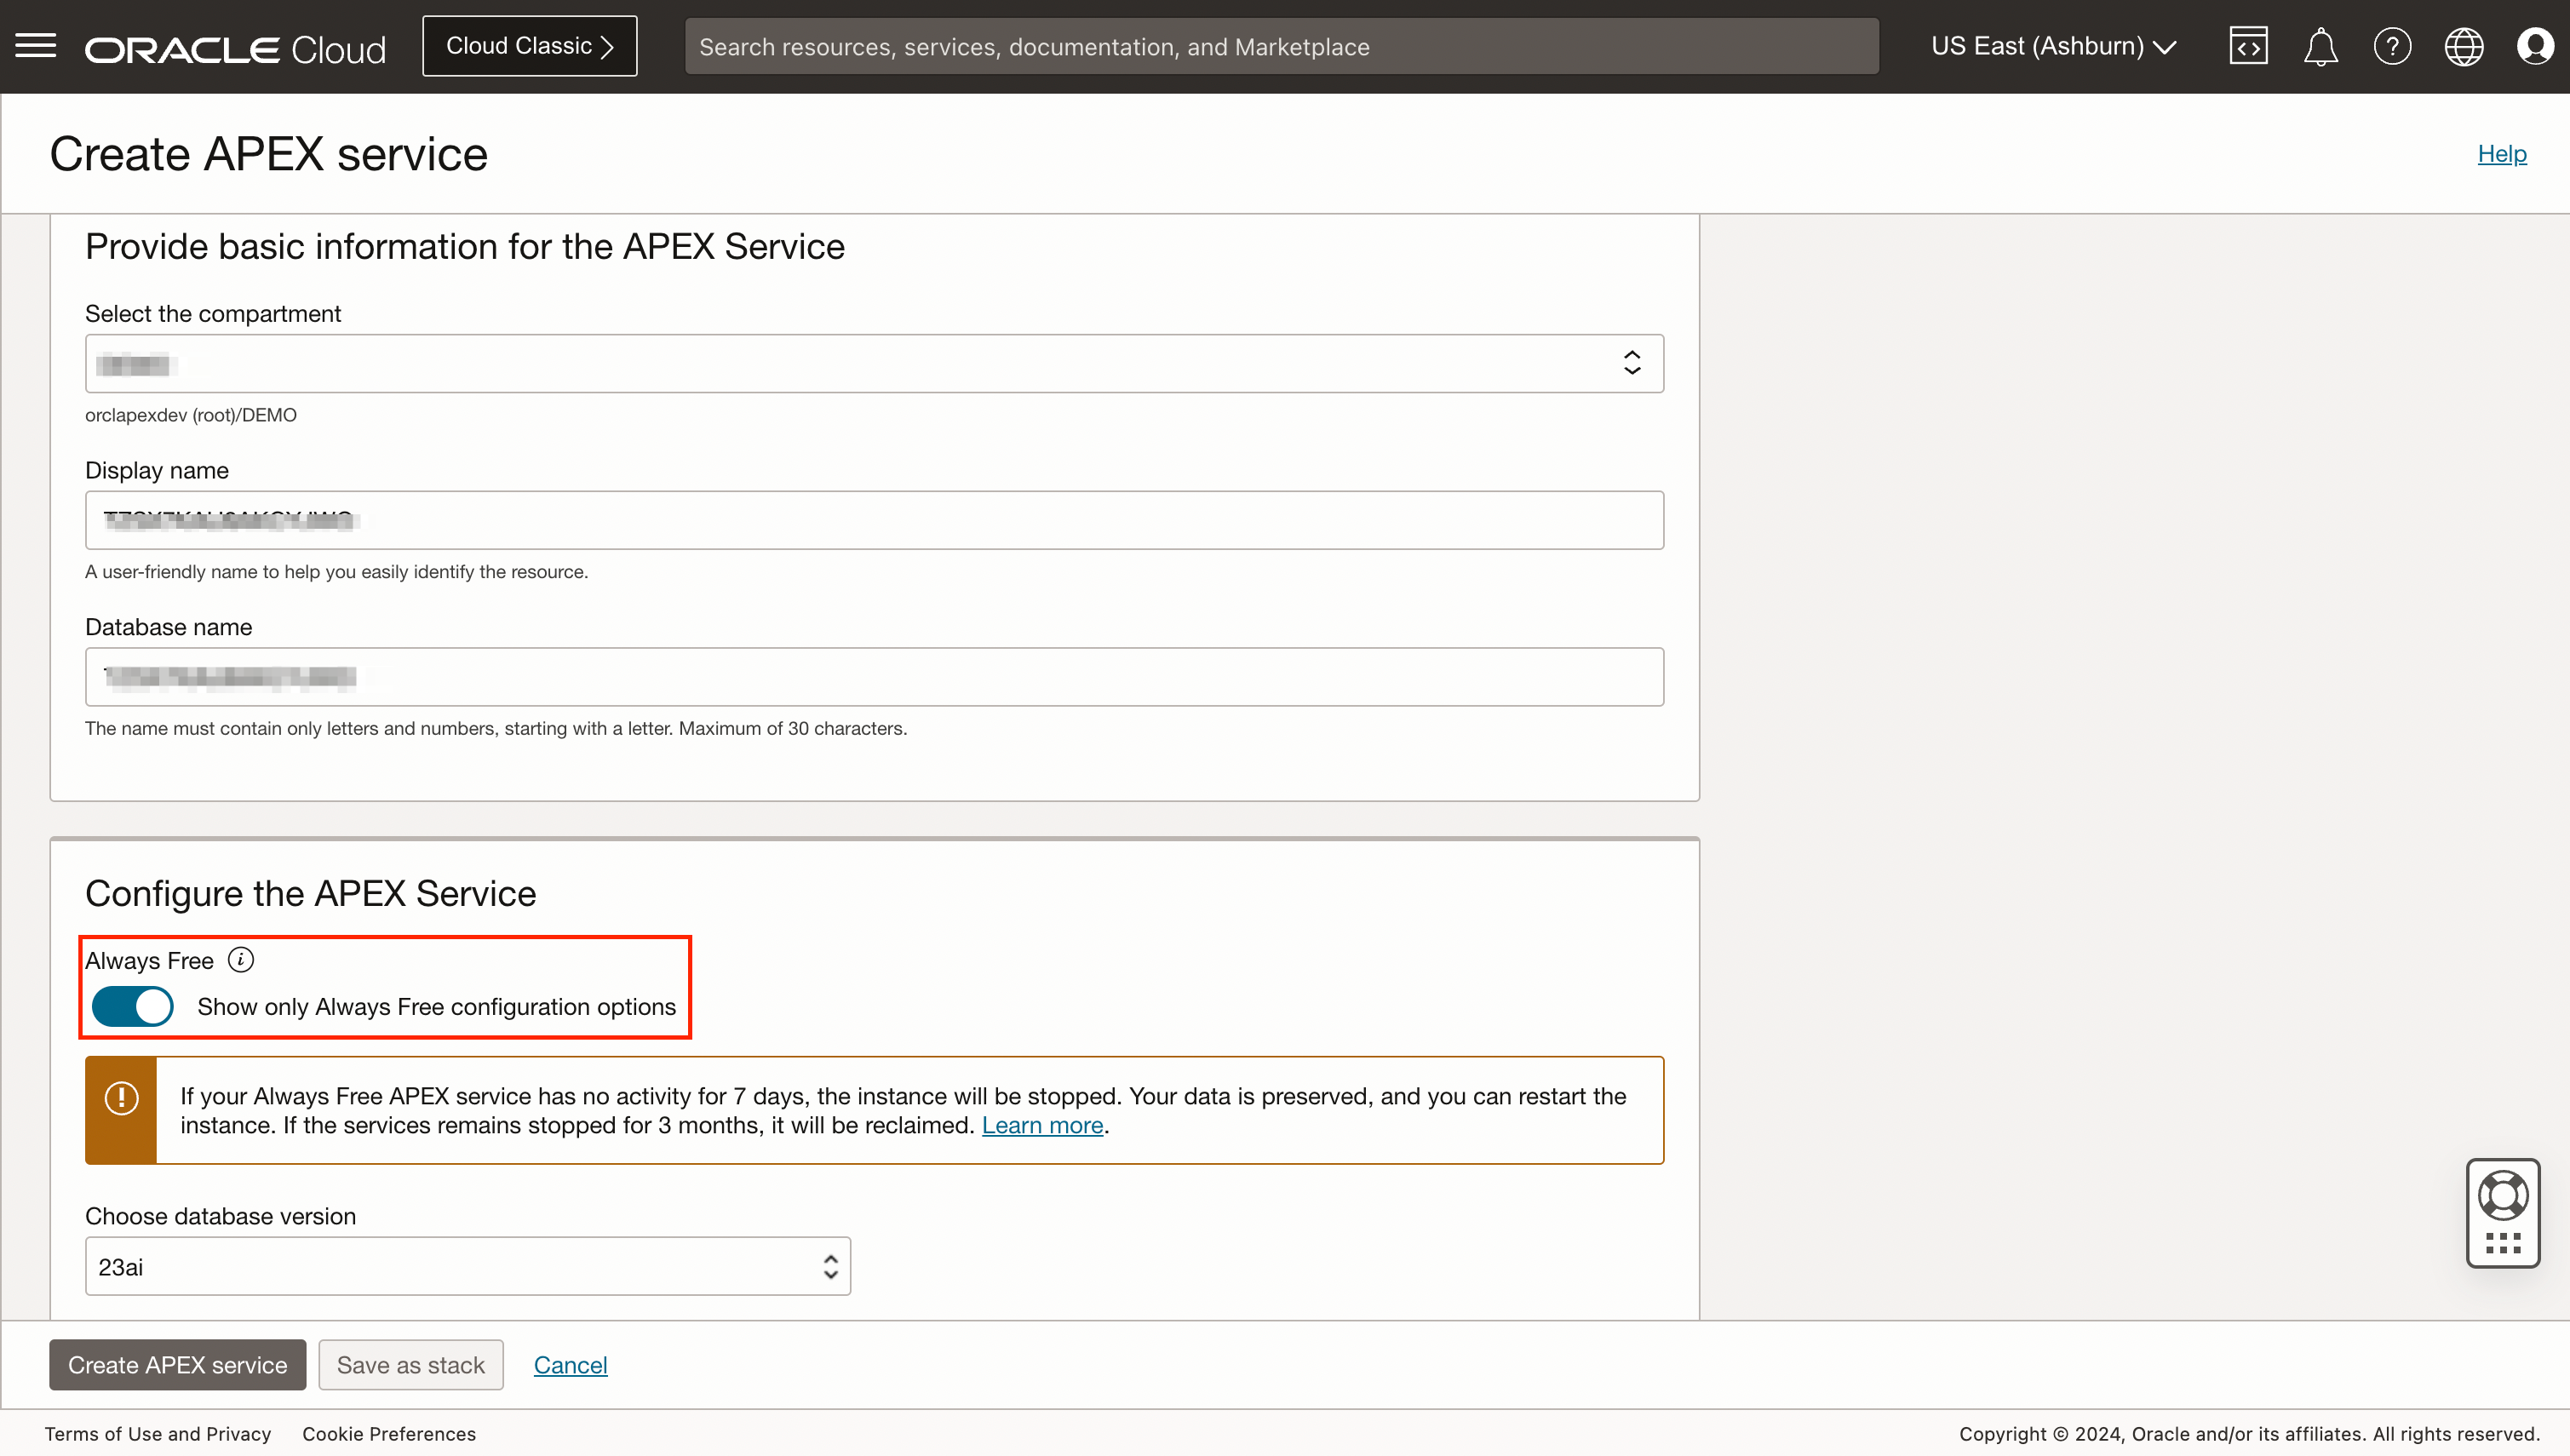 ORACLE Cloud
Cloud Classic
Search resources, services, documentation, and Marketplace
US East (Ashburn)
Create APEX service
Help
Provide basic information for the APEX Service
Select the compartment
orclapexdev (root)/DEMO
Display name
A user-friendly name to help you easily identify the resource.
Database name
The name must contain only letters and numbers, starting with a letter. Maximum of 30 characters.
Configure the APEX Service
Always Free
Show only Always Free configuration options
If your Always Free APEX service has no activity for 7 days, the instance will be stopped. Your data is preserved, and you can restart the
instance. If the services remains stopped for 3 months, it will be reclaimed. Learn more.
Choose database version
23ai
Create APEX service
Save as stack
Cancel
Terms of Use and Privacy
Cookie Preferences
Copyright © 2024, Oracle and/or its affiliates. All rights reserved.